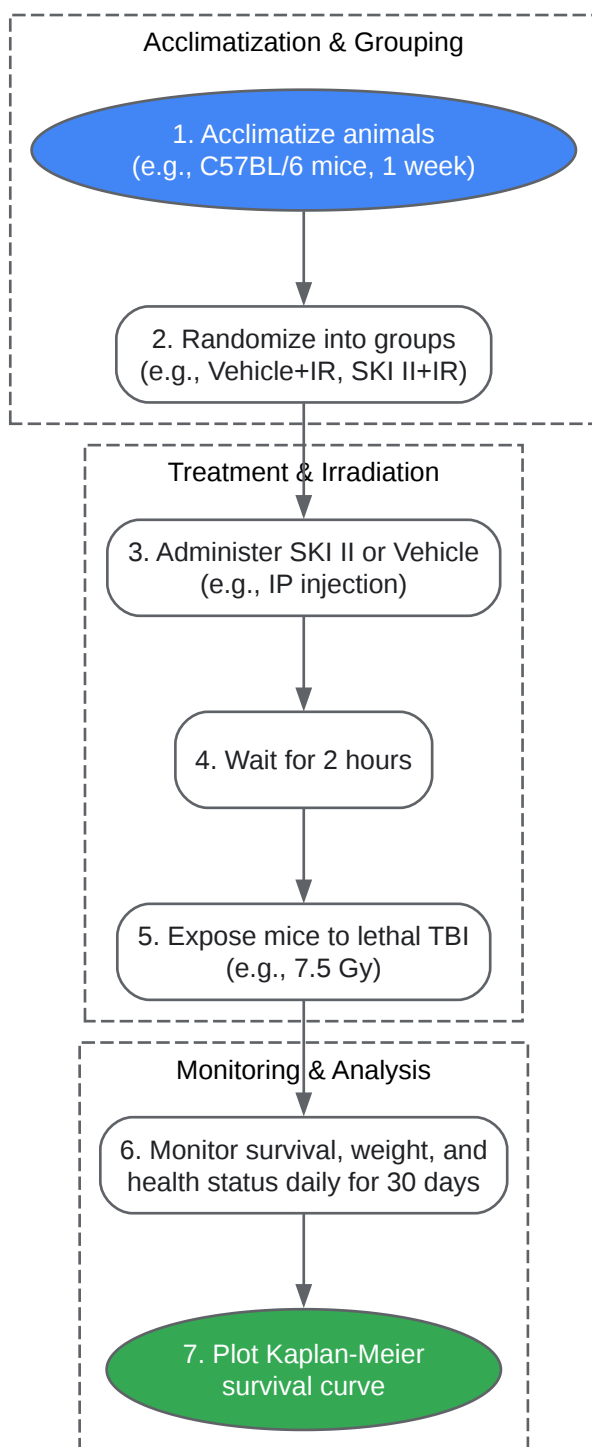 Acclimatization & Grouping
1. Acclimatize animals
(e.g., C57BL/6 mice, 1 week)
2. Randomize into groups
(e.g., Vehicle+IR, SKI II+IR)
Treatment & Irradiation
3. Administer SKI II or Vehicle
(e.g., IP injection)
4. Wait for 2 hours
5. Expose mice to lethal TBI
(e.g., 7.5 Gy)
Monitoring & Analysis
6. Monitor survival, weight, and
health status daily for 30 days
7. Plot Kaplan-Meier
survival curve